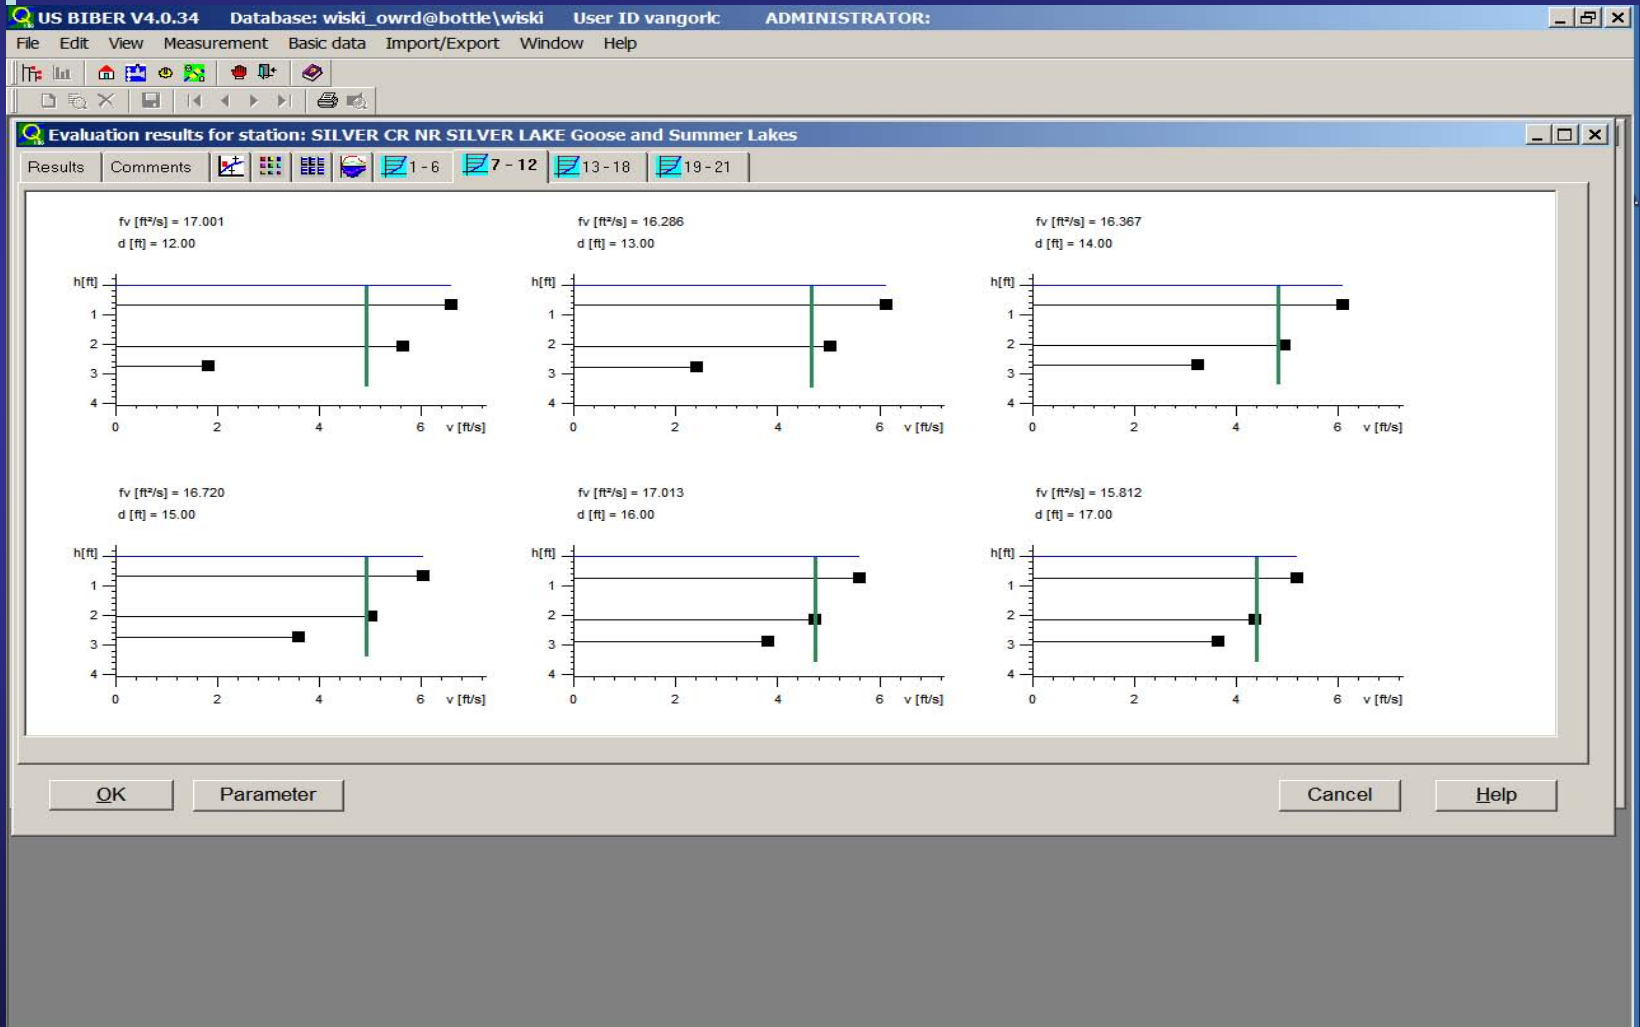 US BIBER V4.0.34 Database: wiski_owrd@bottle\wiski User ID vangorlc ADMINISTRATOR:
File Edit View Measurement Basic data Import/Export Window Help
Evaluation results for station: SILVER CR NR SILVER LAKE Goose and Summer Lakes
Results Comments 1 - 6 7 - 12 13 - 18 19 - 21
fv [ft²/s] = 17.001 fv [ft²/s] = 16.286 fv [ft²/s] = 16.367
d [ft] = 12.00 d [ft] = 13.00 d [ft] = 14.00
h[ft] h[ft] h[ft]
1 1 1
2 2 2
3 3 3
4 4 4
0 2 4 6 v [ft/s] 0 2 4 6 v [ft/s] 0 2 4 6 v [ft/s]
fv [ft²/s] = 16.720 fv [ft²/s] = 17.013 fv [ft²/s] = 15.812
d [ft] = 15.00 d [ft] = 16.00 d [ft] = 17.00
h[ft] h[ft] h[ft]
1 1 1
2 2 2
3 3 3
4 4 4
0 2 4 6 v [ft/s] 0 2 4 6 v [ft/s] 0 2 4 6 v [ft/s]
OK Parameter Cancel Help